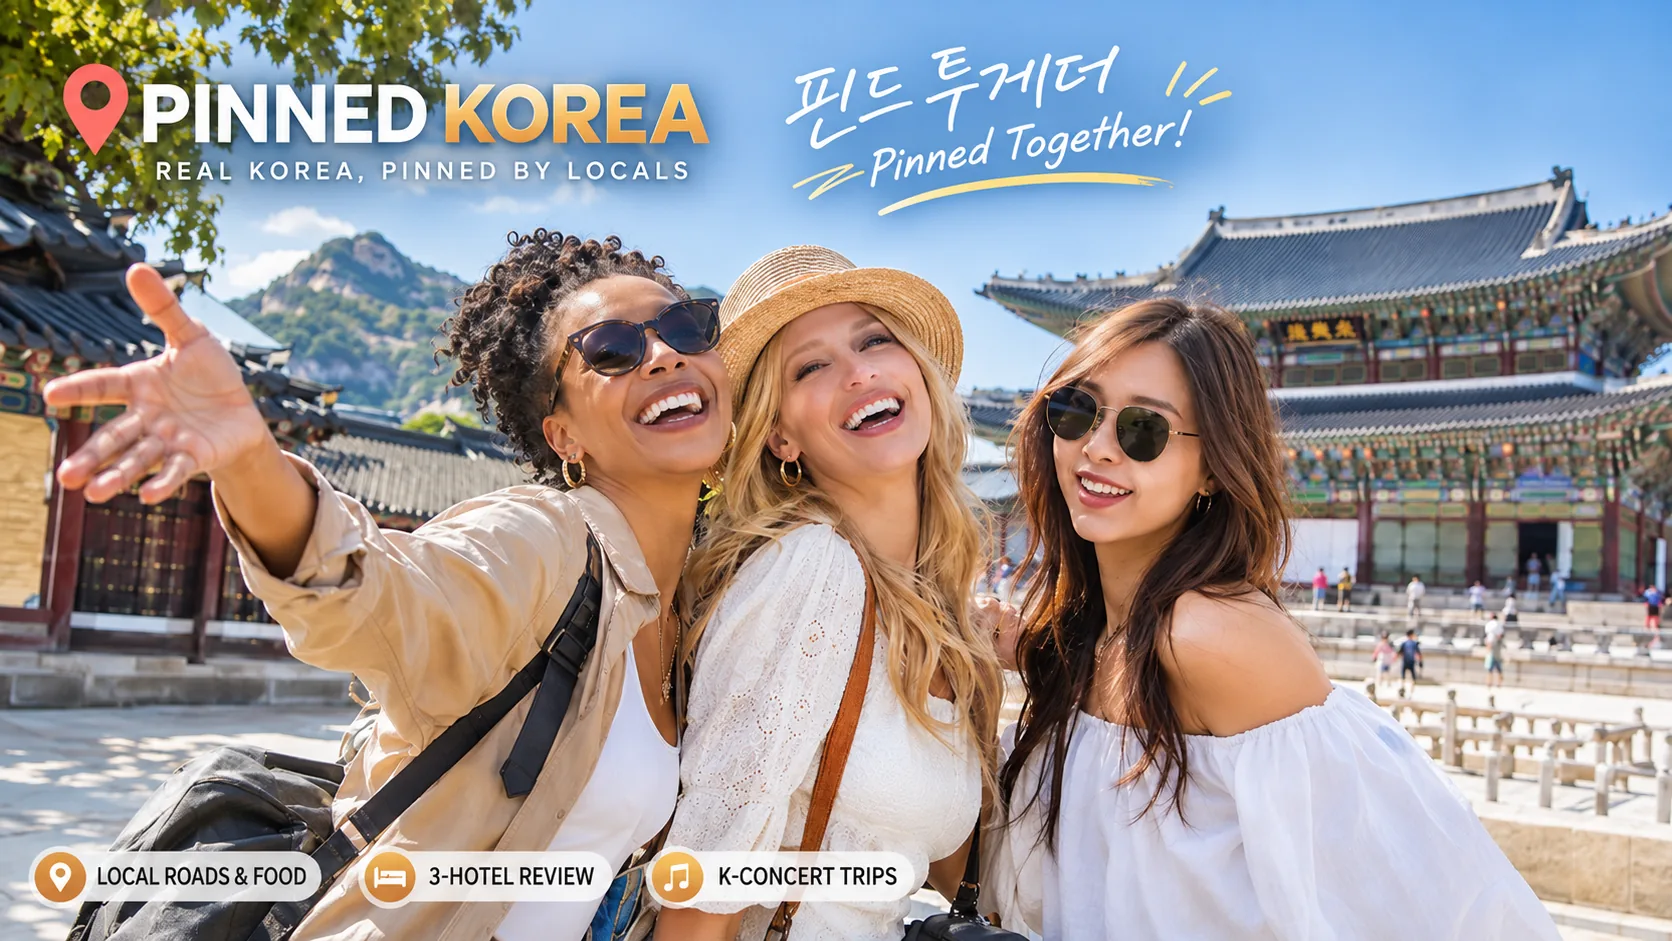 PINNED KOREA
REAL KOREA, PINNED BY LOCALS
핀드 투게더
Pinned Together!
LOCAL ROADS & FOOD
3-HOTEL REVIEW
K-CONCERT TRIPS